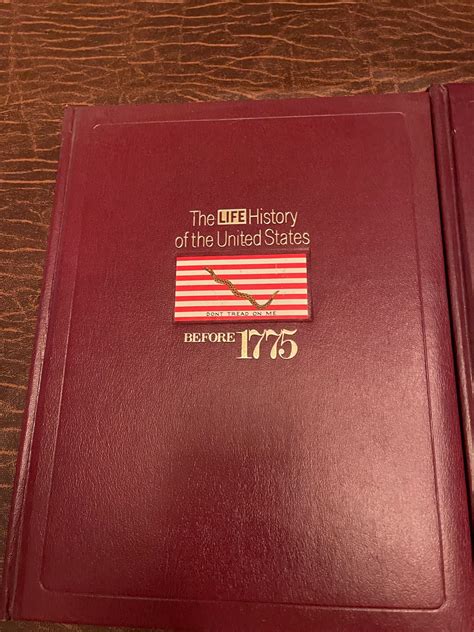 The LIFE History
of the United States
DONT TREAD ON ME
BEFORE 1775